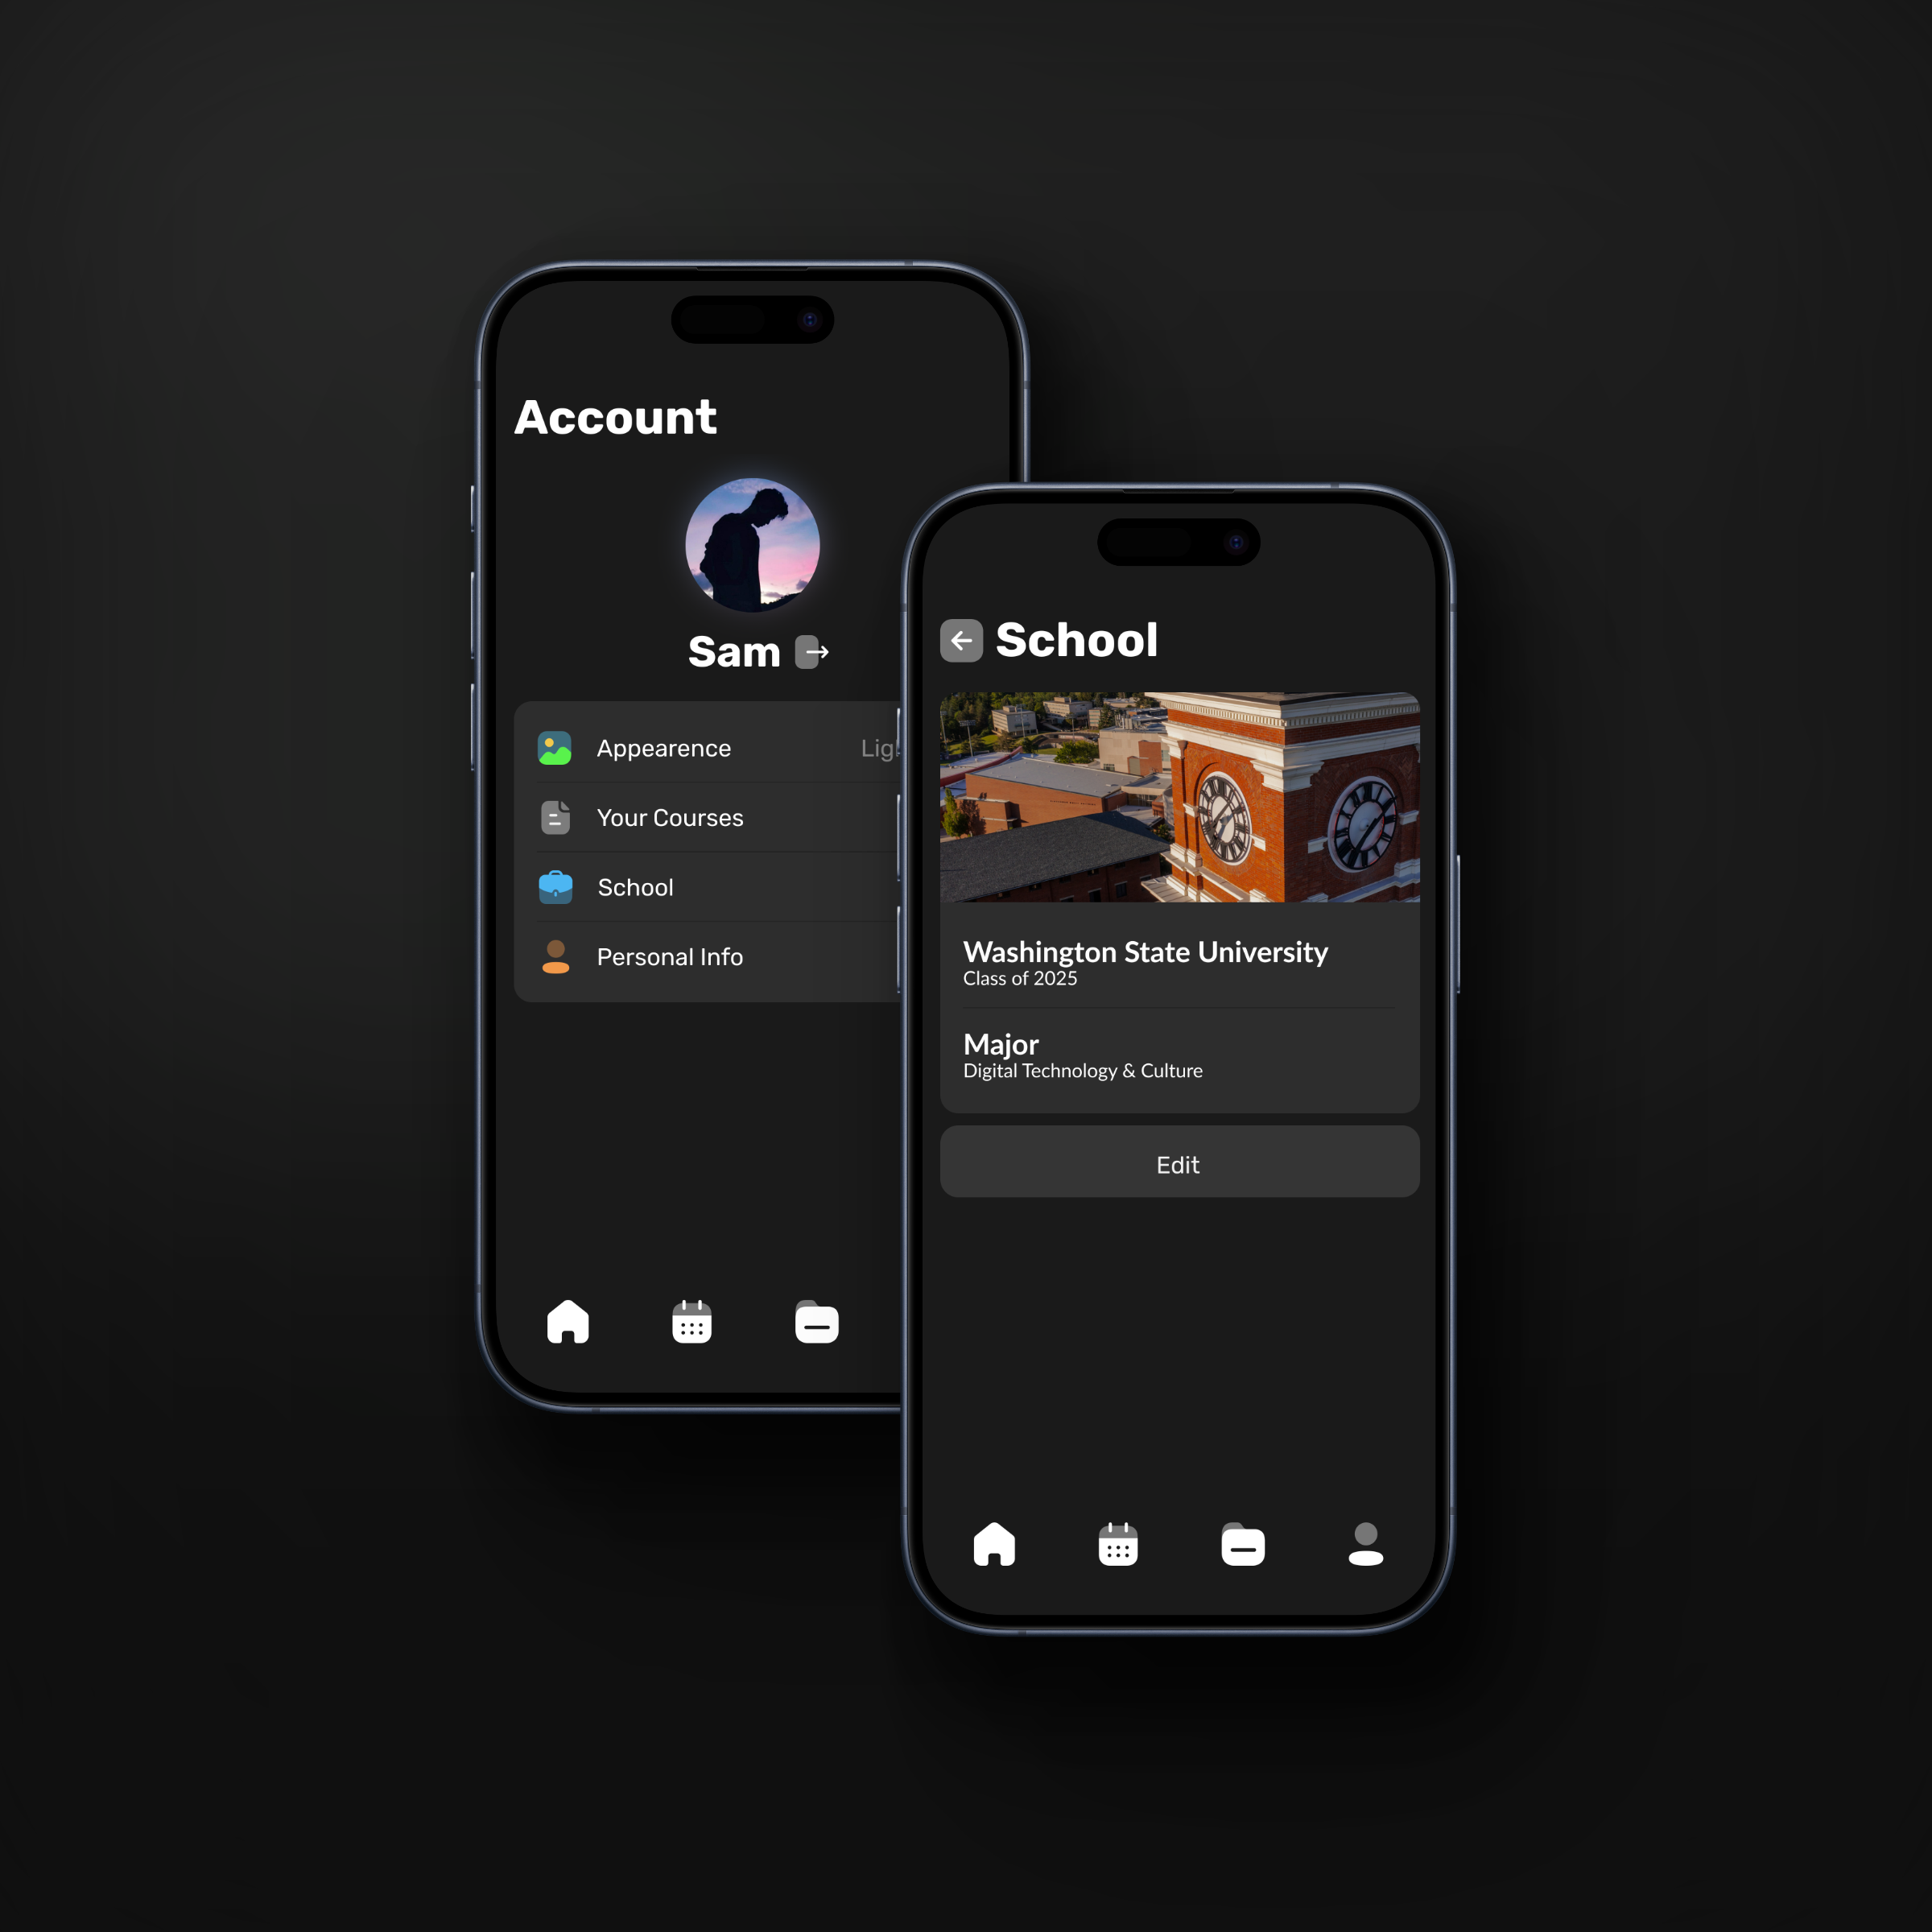 Account
Sam
Appearence
Your Courses
School
Personal Info
School
Washington State University
Class of 2025
Major
Digital Technology & Culture
Edit